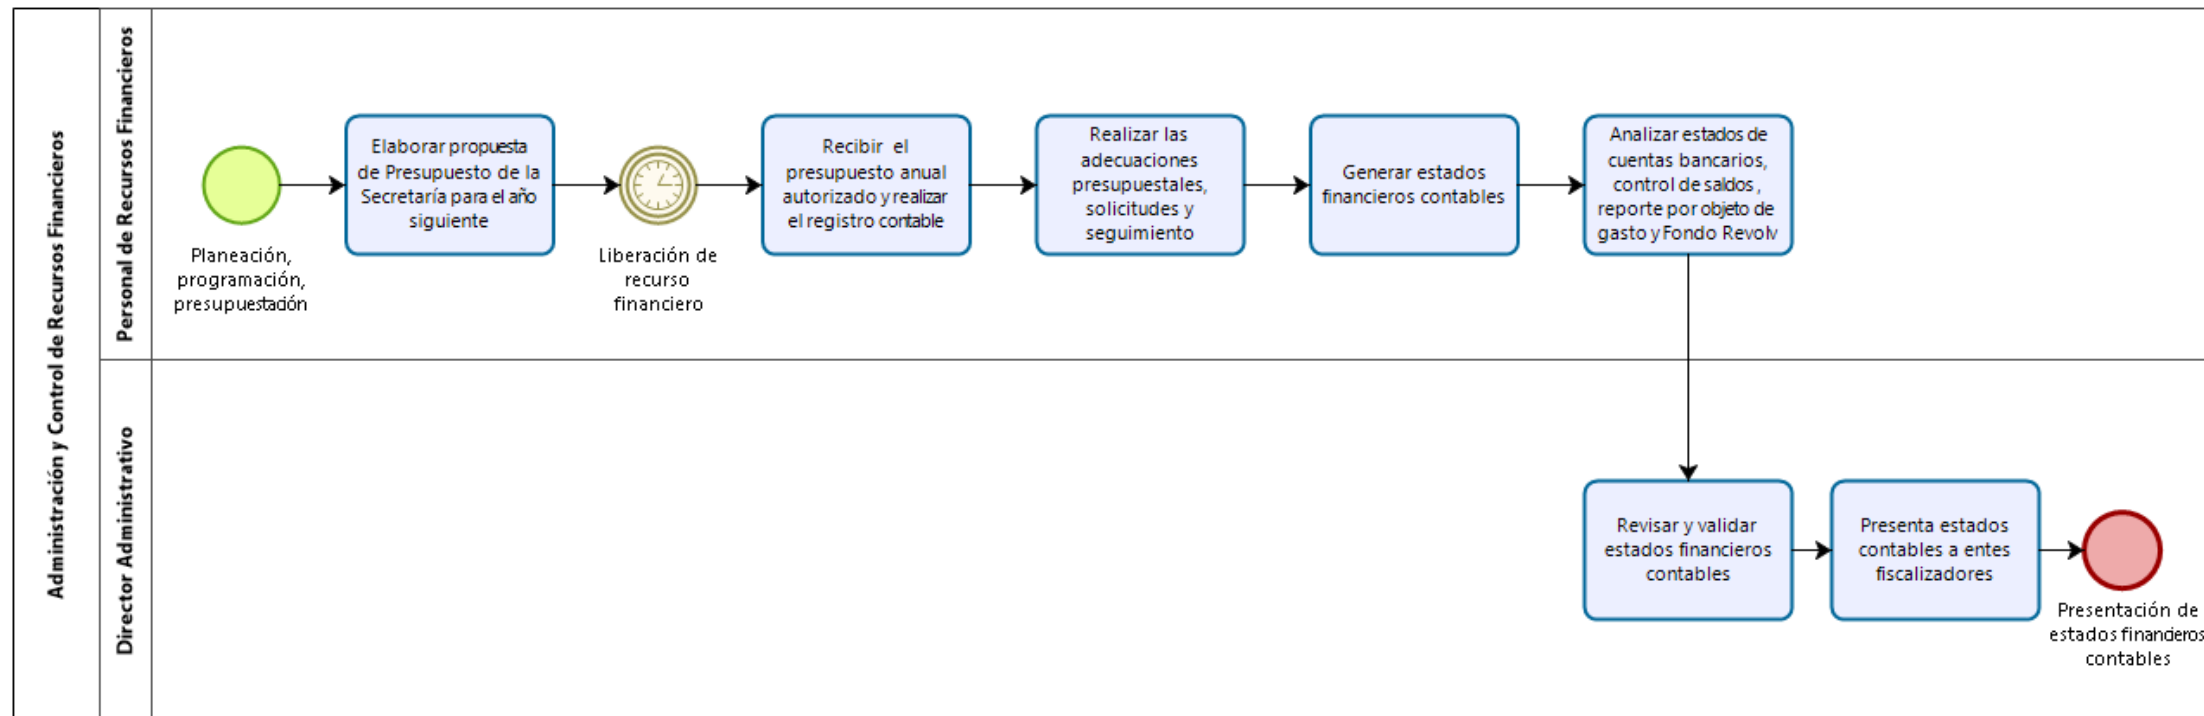 Administración y Control de Recursos Financieros
Personal de Recursos Financieros
Planeación,
programación,
presupuestación
Elaborar propuesta
de Presupuesto de la
Secretaría para el año
siguiente
Liberación de
recurso
financiero
Recibir el
presupuesto anual
autorizado y realizar
el registro contable
Realizar las
adecuaciones
presupuestales,
solicitudes y
seguimiento
Generar estados
financieros contables
Analizar estados de
cuentas bancarios,
control de saldos ,
reporte por objeto de
gasto y Fondo Revolv
Director Administrativo
Revisar y validar
estados financieros
contables
Presenta estados
contables a entes
fiscalizadores
Presentación de
estados financieros
contables